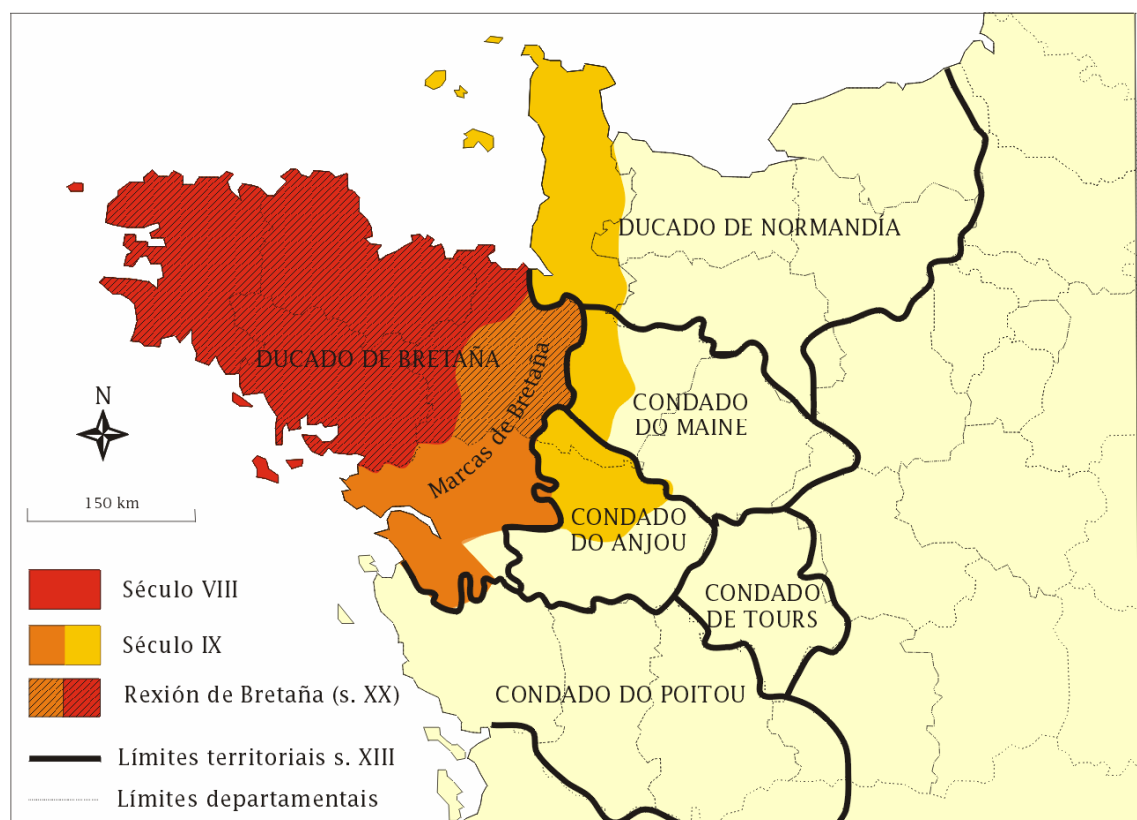 DUCADO DE NORMANDÍA
DUCADO DE BRETAÑA
Marcas de Bretaña
CONDADO
DO MAINE
CONDADO
DO ANJOU
CONDADO
DE TOURS
CONDADO DO POITOU
N
150 km
Século VIII
Século IX
Rexión de Bretaña (s. XX)
Límites territoriais s. XIII
Límites departamentais